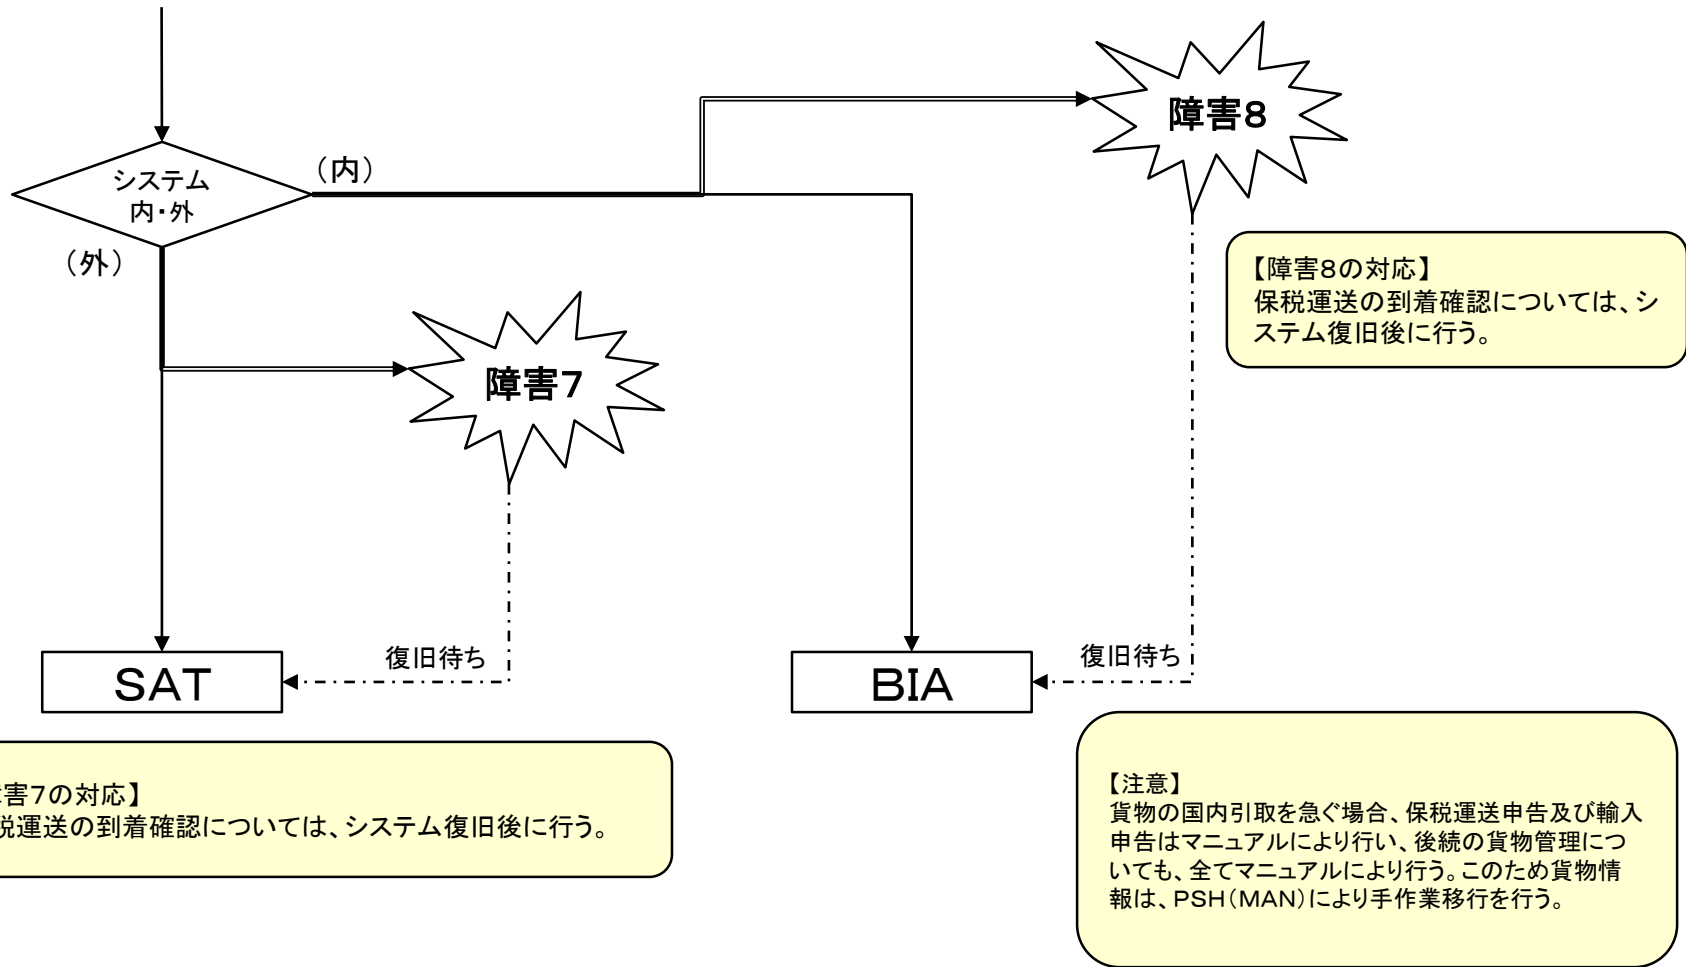 障害8
システム
内・外
（内）
（外）
【障害8の対応】
保税運送の到着確認については、シ
ステム復旧後に行う。
障害7
復旧待ち
復旧待ち
SAT
BIA
害7の対応】
税運送の到着確認については、システム復旧後に行う。
【注意】
貨物の国内引取を急ぐ場合、保税運送申告及び輸入
申告はマニュアルにより行い、後続の貨物管理につ
いても、全てマニュアルにより行う。このため貨物情
報は、PSH（MAN）により手作業移行を行う。